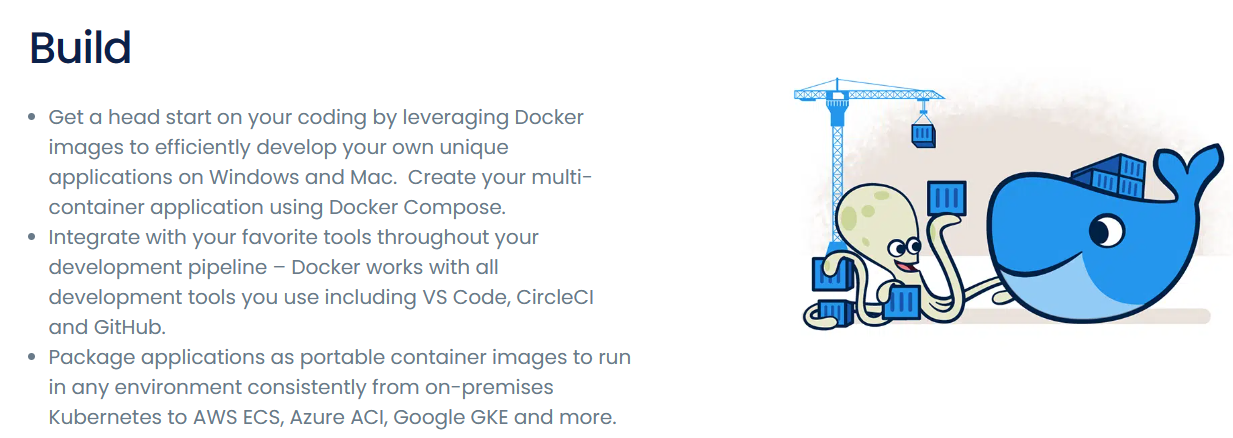 Build
• Get a head start on your coding by leveraging Docker
images to efficiently develop your own unique
applications on Windows and Mac.  Create your multi-
container application using Docker Compose.
• Integrate with your favorite tools throughout your
development pipeline – Docker works with all
development tools you use including VS Code, CircleCI
and GitHub.
• Package applications as portable container images to run
in any environment consistently from on-premises
Kubernetes to AWS ECS, Azure ACI, Google GKE and more.